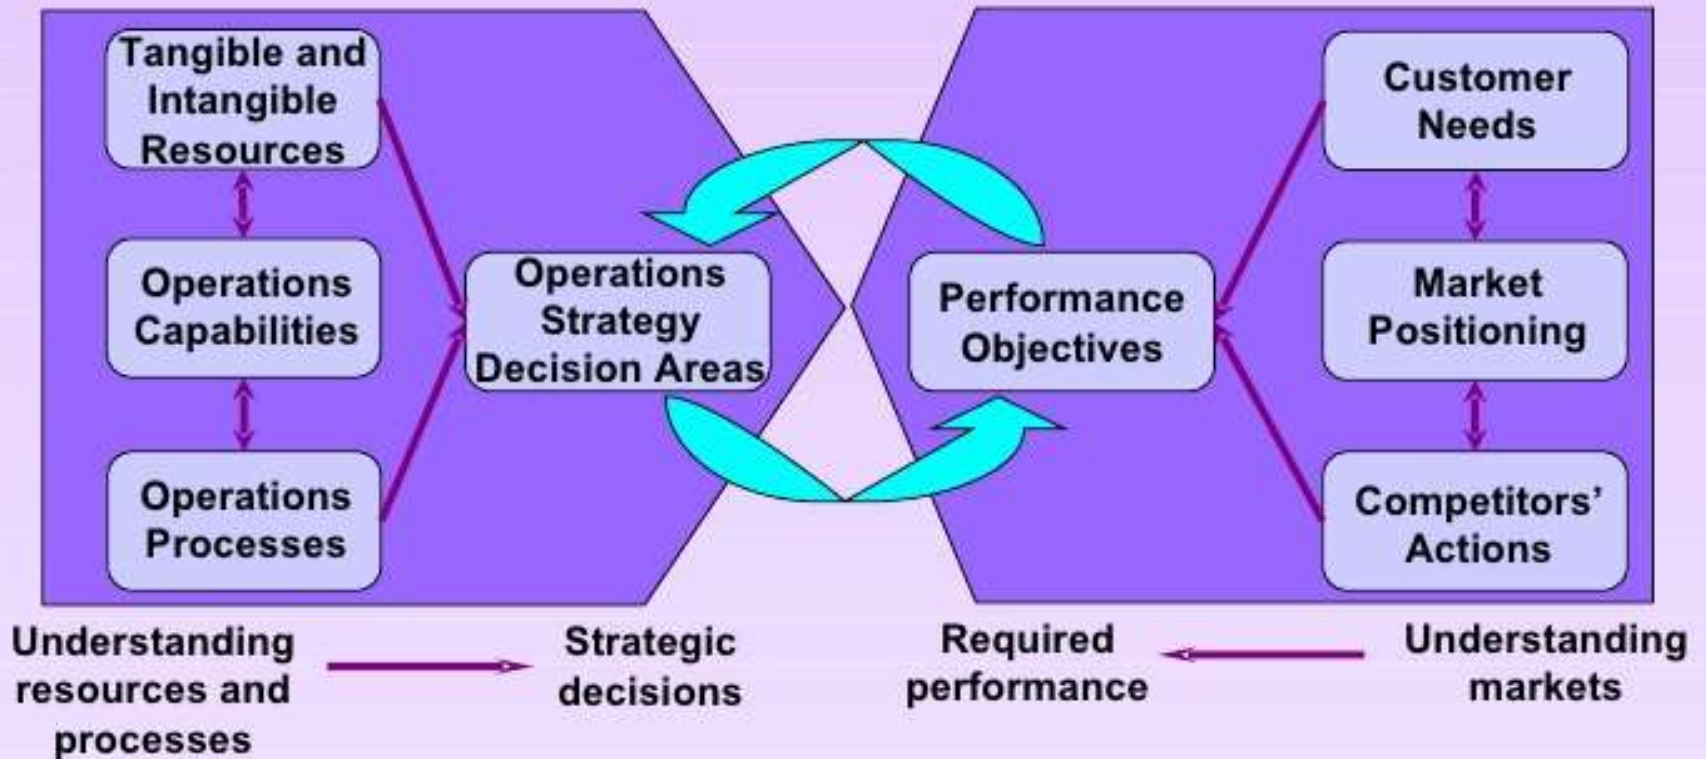 Tangible and
Intangible
Resources
Operations
Capabilities
Operations
Processes
Operations
Strategy
Decision Areas
Performance
Objectives
Customer
Needs
Market
Positioning
Competitors’
Actions
Understanding
resources and
processes
Strategic
decisions
Required
performance
Understanding
markets